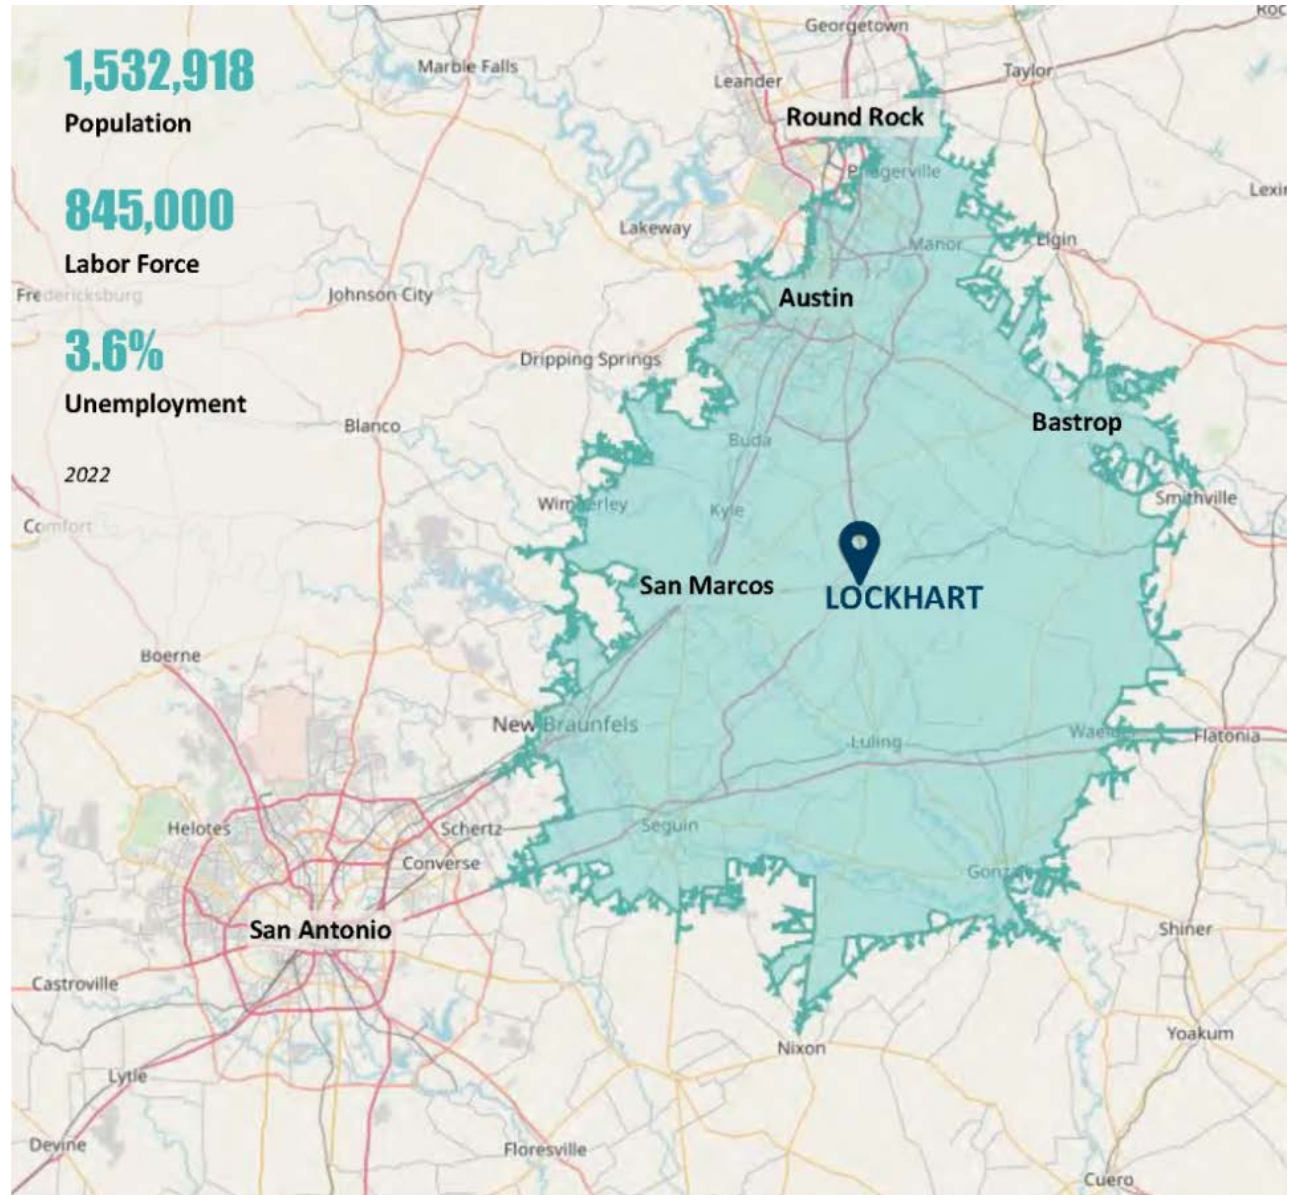 1,532,918
Population
845,000
Labor Force
3.6%
Unemployment
2022
Georgetown
Marble Falls
Leander
Taylor
Round Rock
Pflugerville
Lexin
Lakeway
Manor
Elgin
Fredericksburg
Johnson City
Austin
Dripping Springs
Blanco
Buda
Bastrop
Wimberley
Kyle
Smithville
Comfort
San Marcos
LOCKHART
Boerne
New Braunfels
Luling
Waelder
Flatonia
Helotes
Schertz
Seguin
Converse
Gonzales
San Antonio
Shiner
Castroville
Nixon
Yoakum
Lytle
Devine
Floresville
Cuero